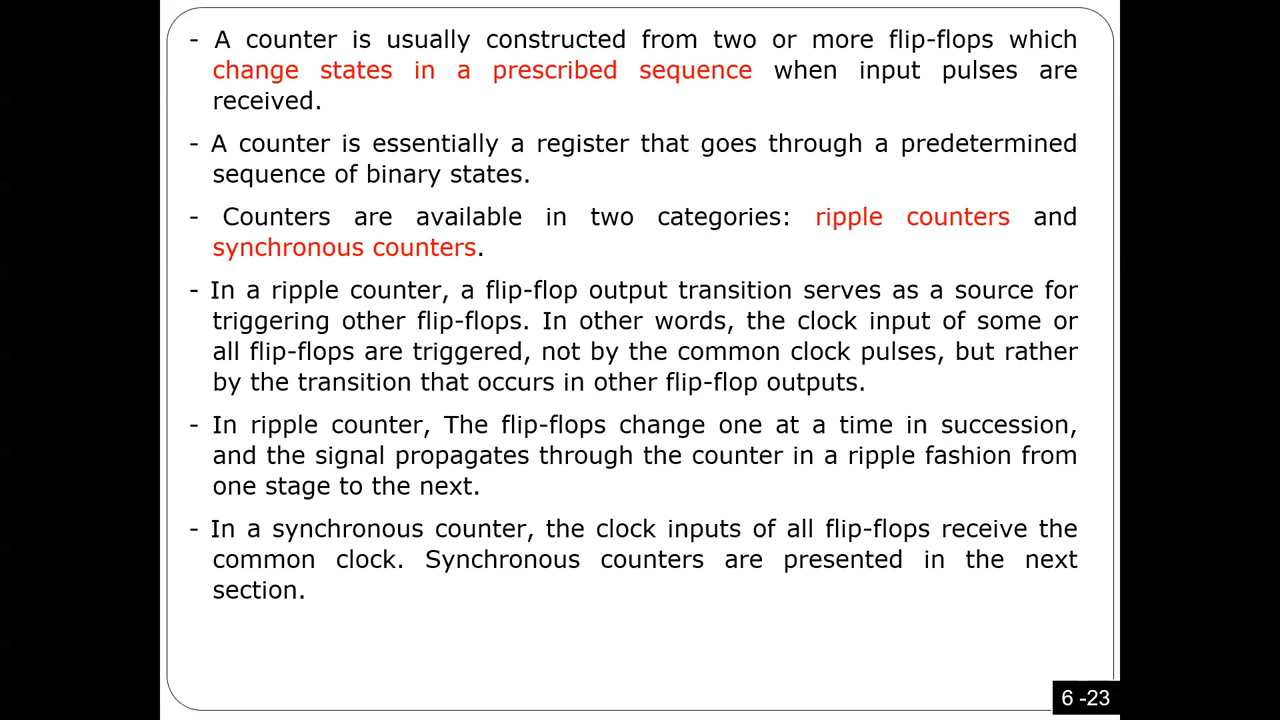 - A counter is usually constructed from two or more flip-flops which
change states in a prescribed sequence when input pulses are
received.
- A counter is essentially a register that goes through a predetermined
sequence of binary states.
- Counters are available in two categories: ripple counters and
synchronous counters.
- In a ripple counter, a flip-flop output transition serves as a source for
triggering other flip-flops. In other words, the clock input of some or
all flip-flops are triggered, not by the common clock pulses, but rather
by the transition that occurs in other flip-flop outputs.
- In ripple counter, The flip-flops change one at a time in succession,
and the signal propagates through the counter in a ripple fashion from
one stage to the next.
- In a synchronous counter, the clock inputs of all flip-flops receive the
common clock. Synchronous counters are presented in the next
section.
6 -23